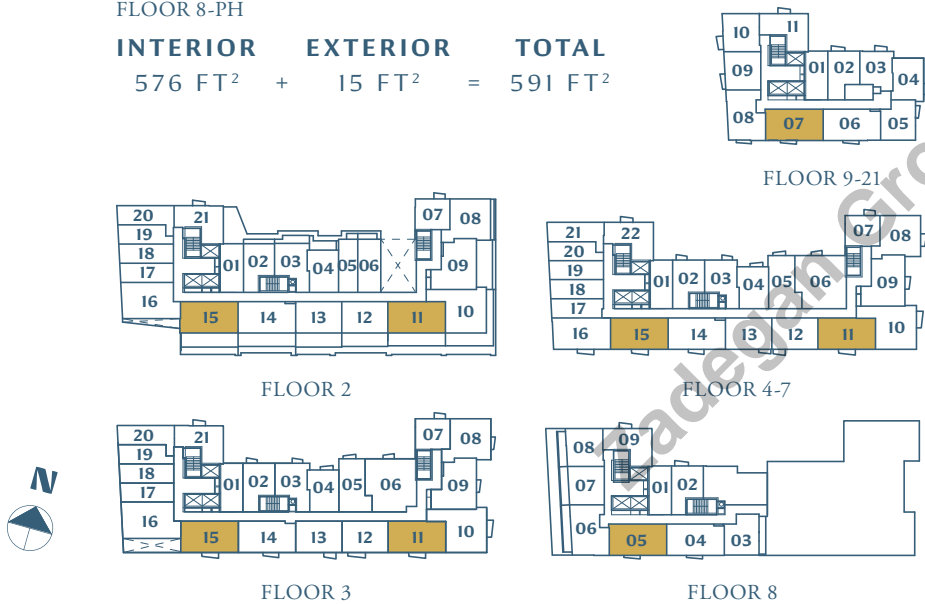 FLOOR 8-PH
INTERIOR EXTERIOR TOTAL
576 FT² + 15 FT² = 591 FT²
10 11
09 01 02 03 04
08 07 06 05
FLOOR 9-21
20 21 07 08
19
18 01 02 03 04 05 06 09
17
16 15 14 13 12 11 10
FLOOR 2
21 22 07 08
20
19 01 02 03 04 05 06 09
18
17
16 15 14 13 12 11 10
FLOOR 4-7
20 21 07 08
19
18 01 02 03 04 05 06 09
17
16 15 14 13 12 11 10
FLOOR 3
08 09
07 01 02
06 05 04 03
FLOOR 8
N
Zadegan Gro